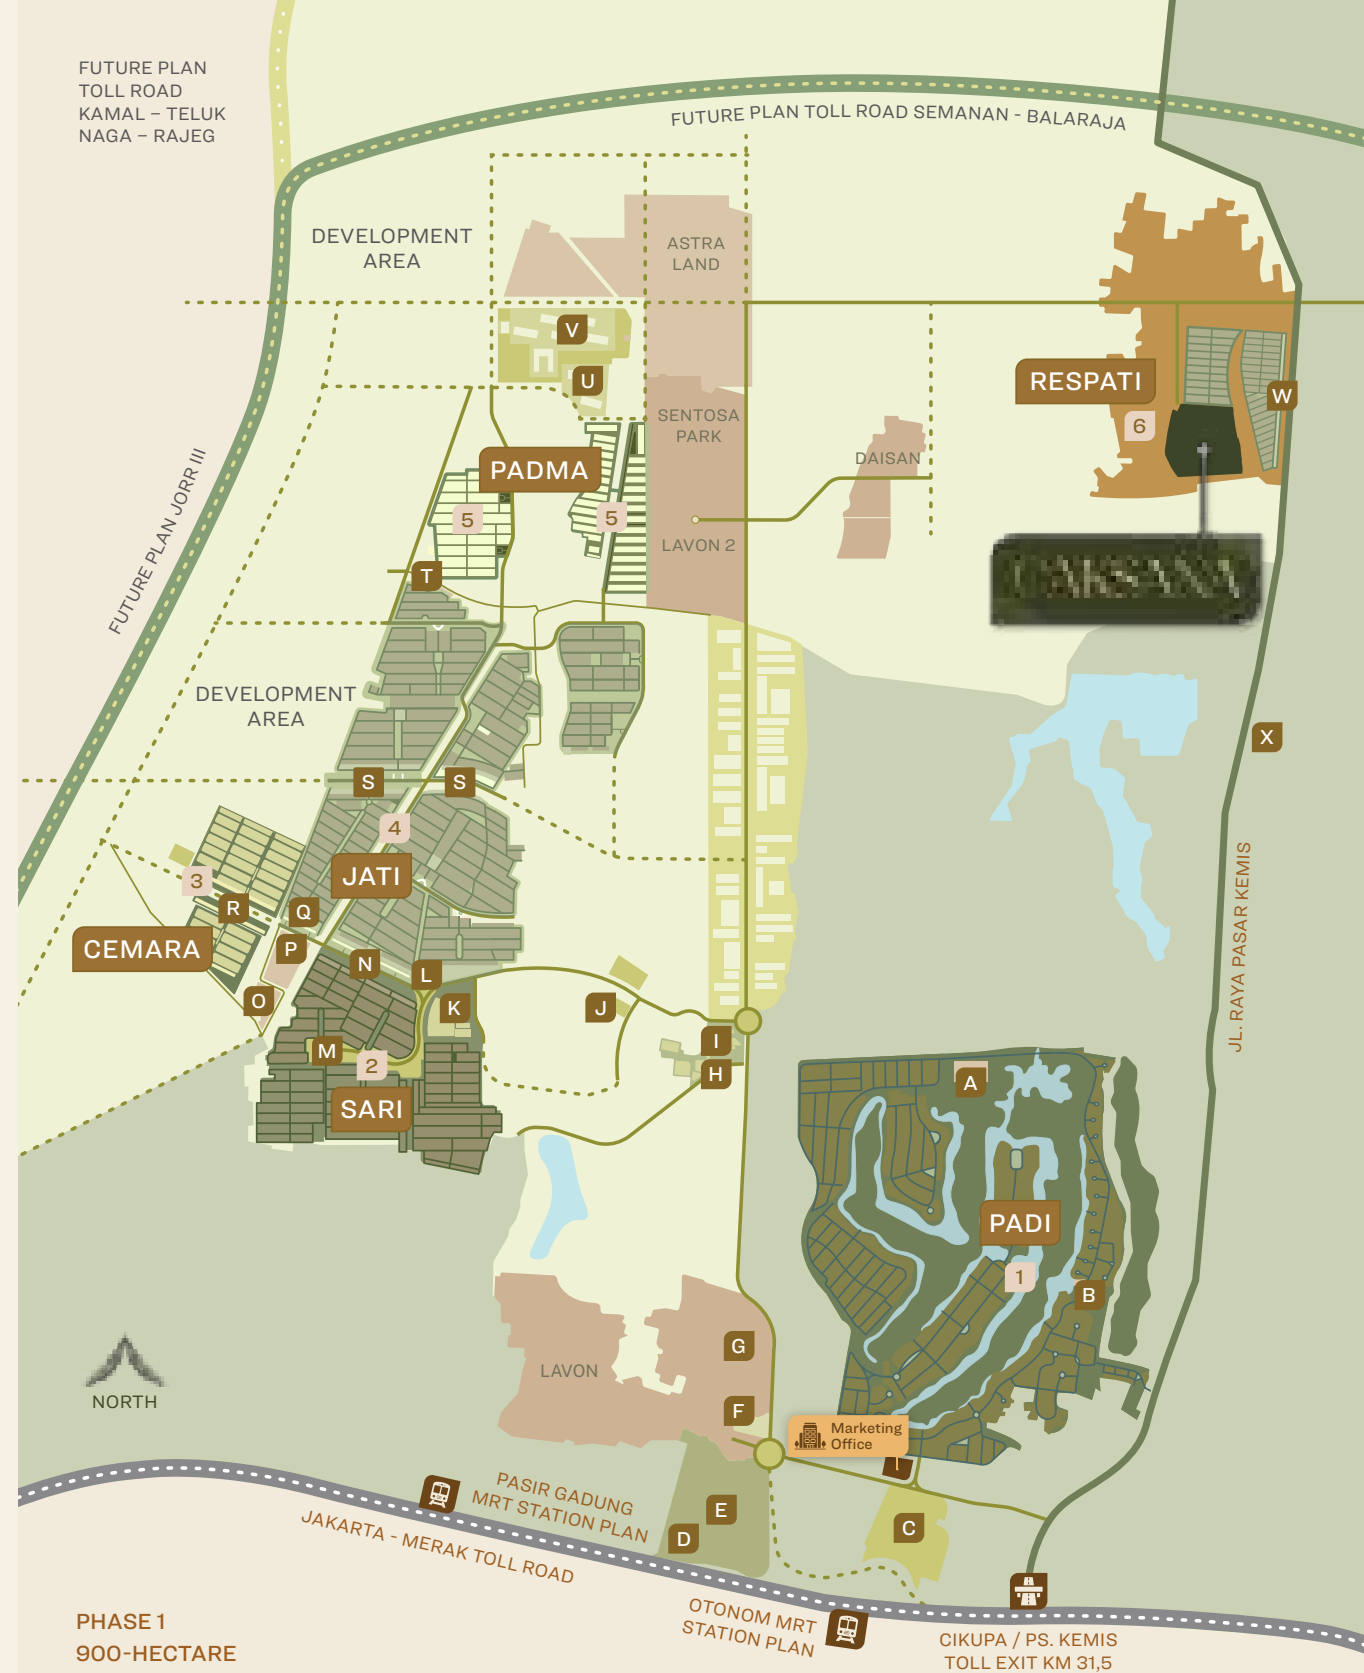 FUTURE PLAN
TOLL ROAD
KAMAL – TELUK
NAGA – RAJEG
FUTURE PLAN TOLL ROAD SEMANAN - BALARAJA
DEVELOPMENT
AREA
ASTRA
LAND
V
U
RESPATI
W
6
SENTOSA
PARK
DAISAN
PADMA
5
5
LAVON 2
FUTURE PLAN JORR III
T
DEVELOPMENT
AREA
X
S
S
4
JATI
3
R
Q
CEMARA
P
N
L
O
K
J
I
H
M
2
SARI
JL. RAYA PASAR KEMIS
A
PADI
1
B
G
LAVON
F
NORTH
Marketing
Office
PASIR GADUNG
MRT STATION PLAN
E
D
C
JAKARTA - MERAK TOLL ROAD
OTONOM MRT
STATION PLAN
CIKUPA / PS. KEMIS
TOLL EXIT KM 31,5
PHASE 1
900-HECTARE